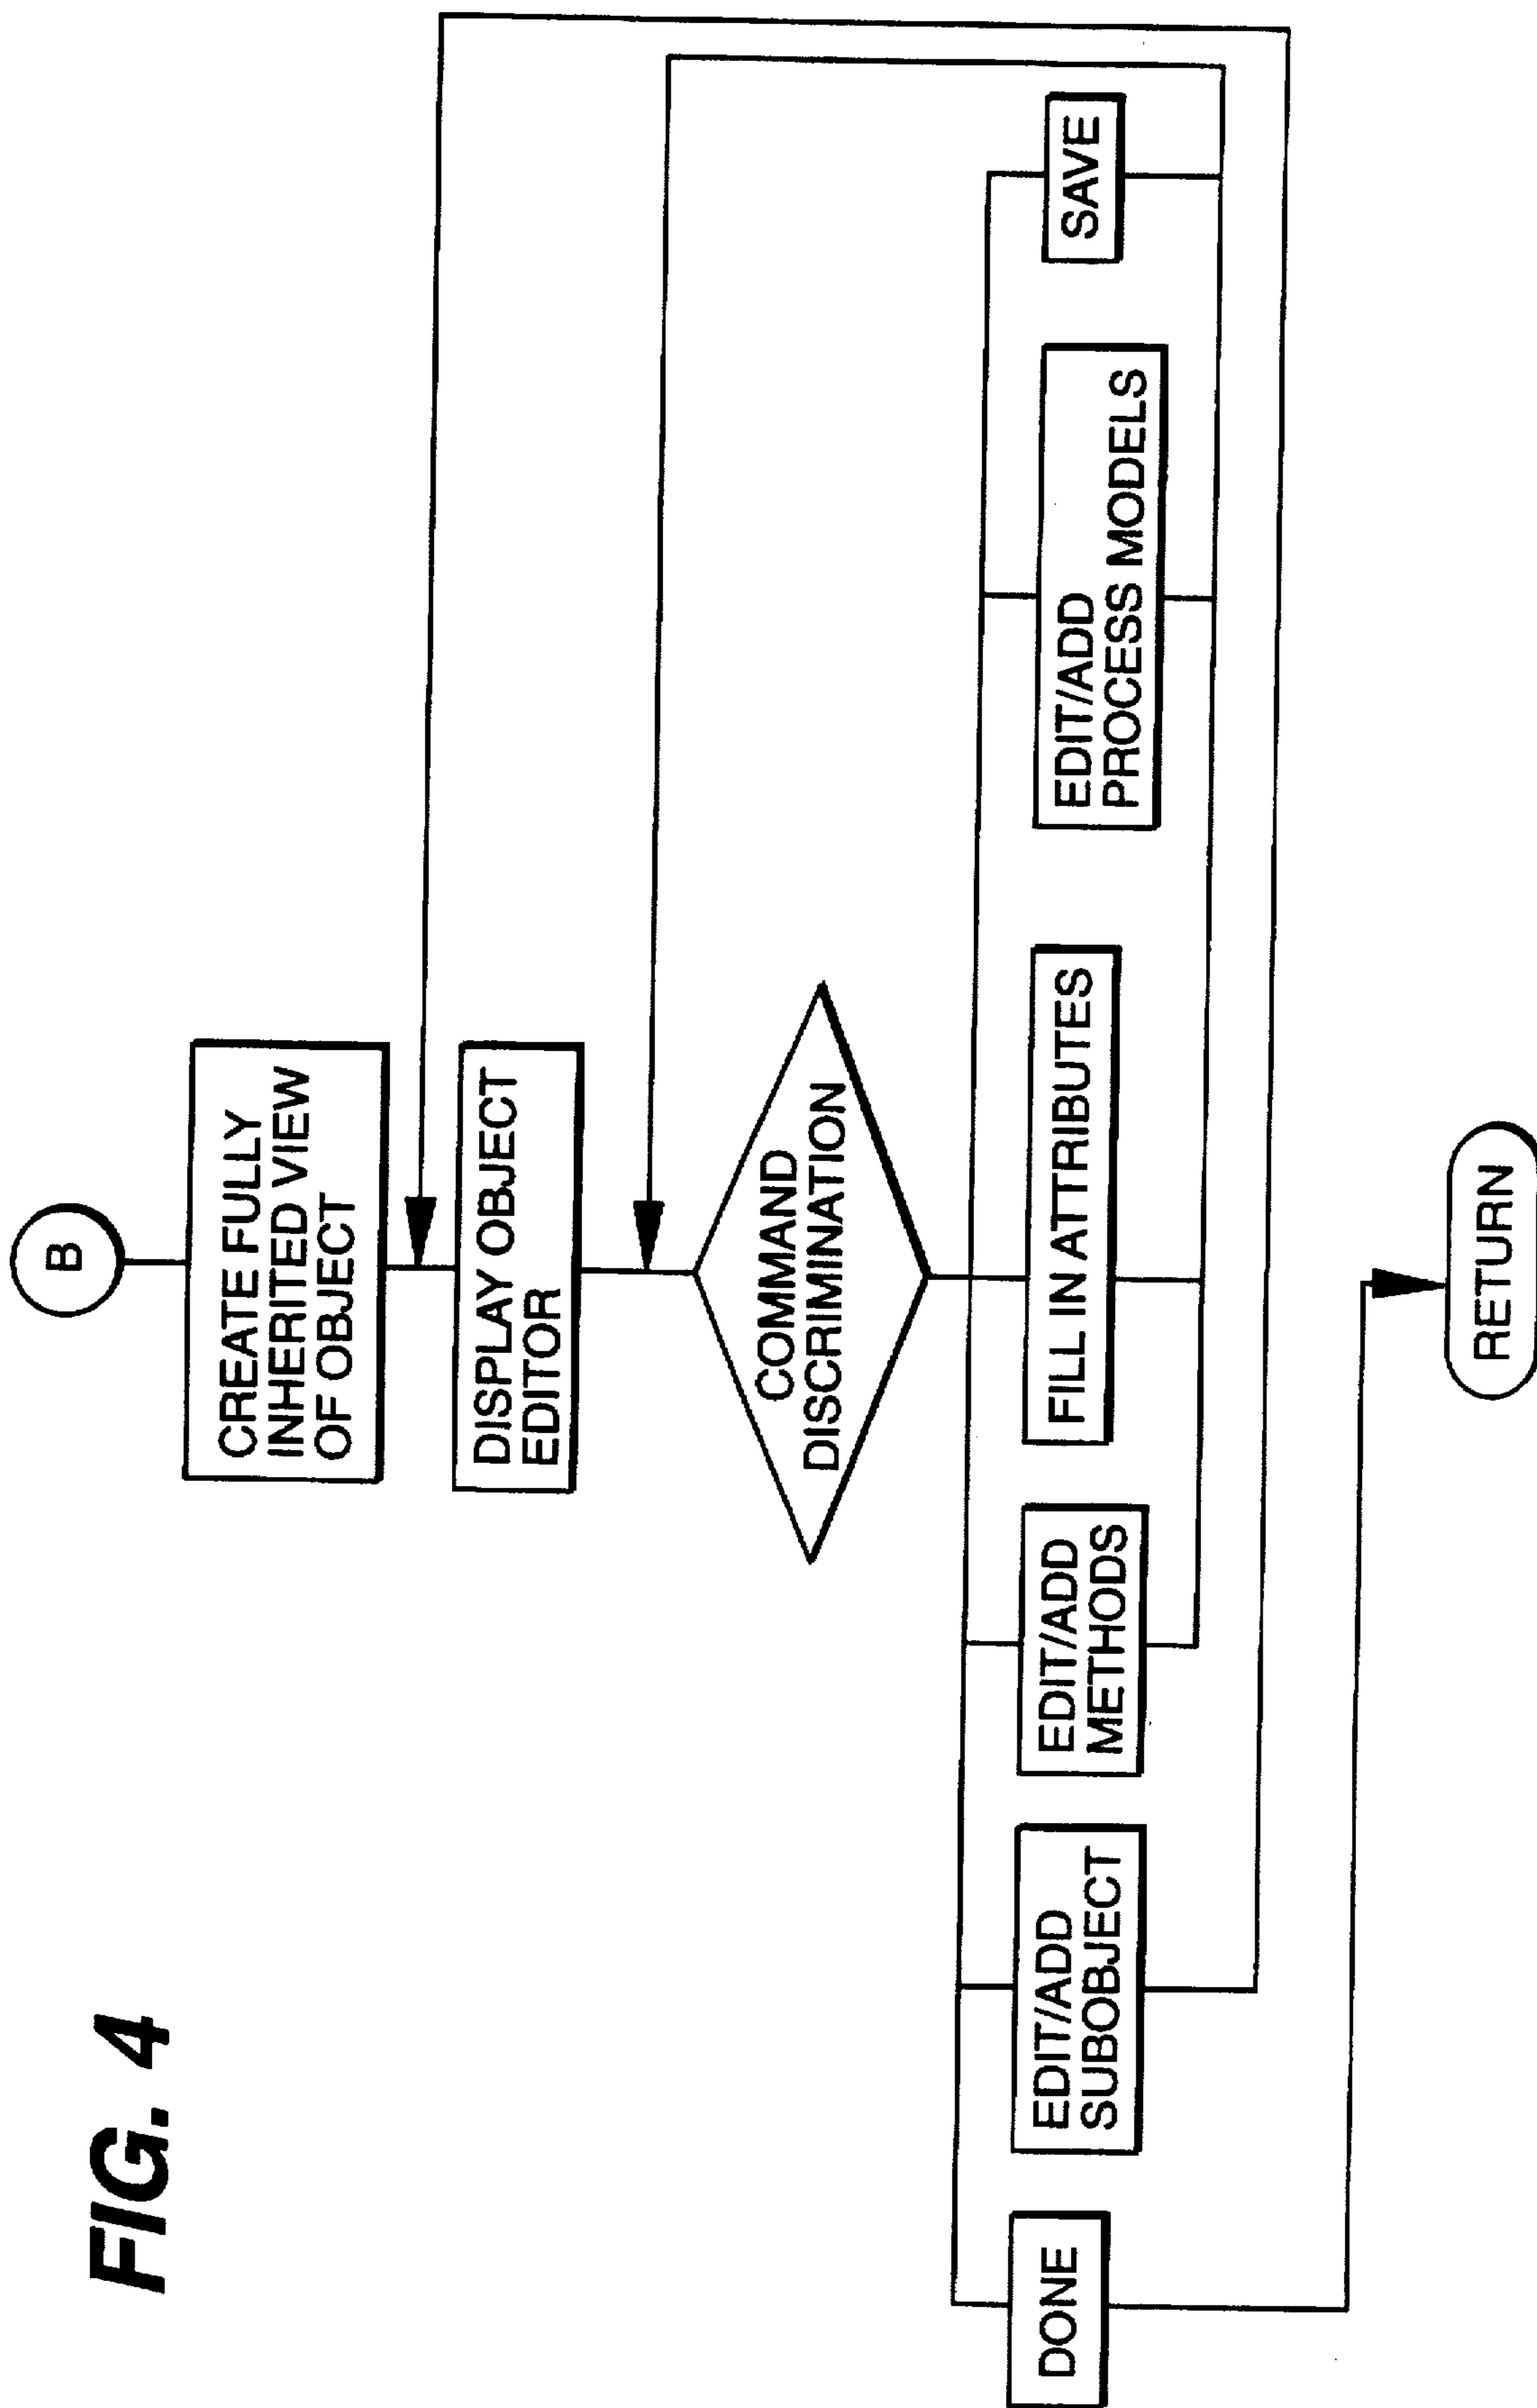 FIG. 4
B
CREATE FULLY
INHERITED VIEW
OF OBJECT
DISPLAY OBJECT
EDITOR
COMMAND
DISCRIMINATION
DONE
EDIT/ADD
SUBOBJECT
EDIT/ADD
METHODS
FILL IN ATTRIBUTES
EDIT/ADD
PROCESS MODELS
SAVE
RETURN